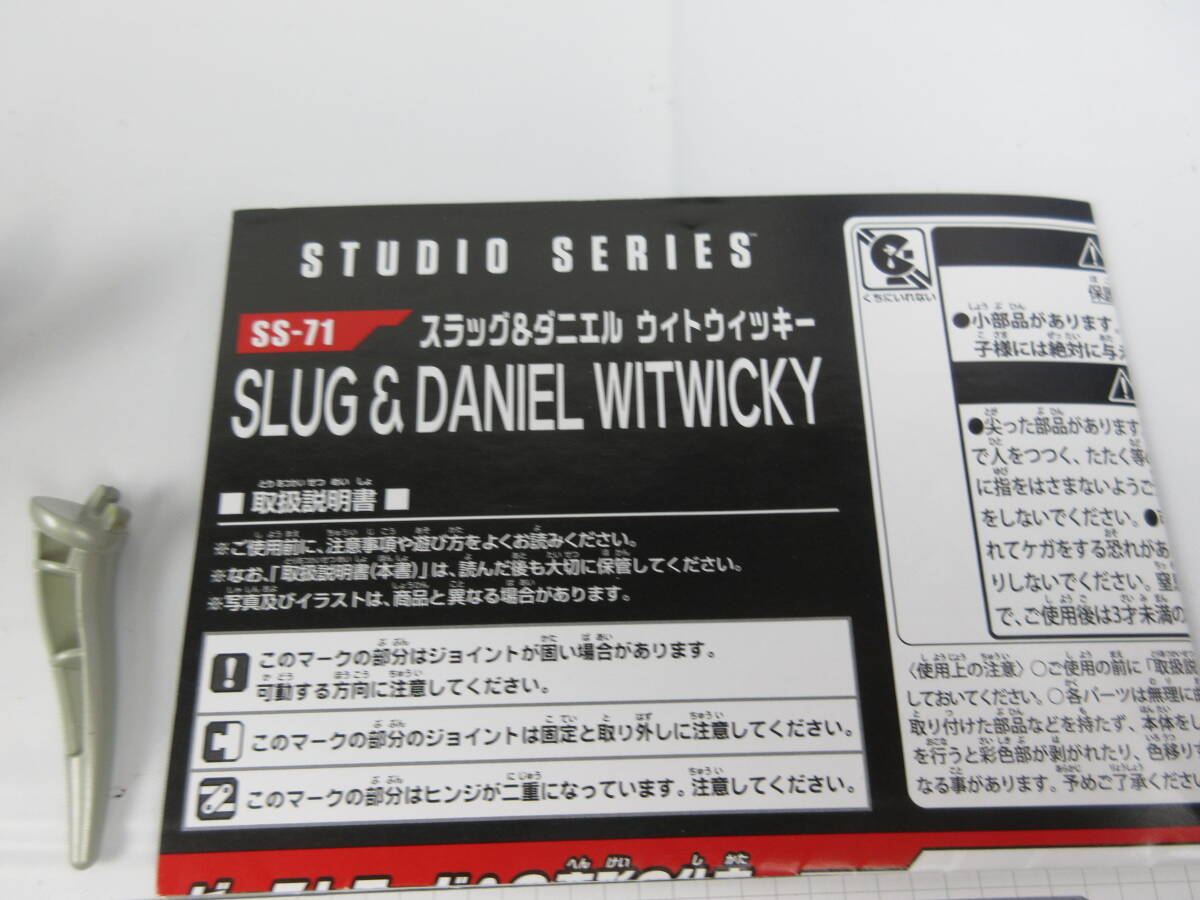 STUDIO SERIES™
SS-71 スラッグ&ダニエル ウィトウィッキー
SLUG & DANIEL WITWICKY
■ 取扱説明書 ■
※ご使用前に、注意事項や遊び方をよくお読みください。
※なお、「取扱説明書(本書)」は、読んだ後も大切に保管してください。
※写真及びイラストは、商品と異なる場合があります。
このマークの部分はジョイントが固い場合があります。
可動する方向に注意してください。
このマークの部分のジョイントは固定と取り外しに注意してください。
このマークの部分はヒンジが二重になっています。注意してください。
くちにいれない
●小部品があります。
子様には絶対に与え
●尖った部品があります
で人をつつく、たたく等
に指をはさまないようご
をしないでください。●
れてケガをする恐れがあ
りしないでください。窒息
で、ご使用後は3才未満の
〈使用上の注意〉○ご使用の前に「取扱説
しておいてください。○各パーツは無理に
取り付けた部品などを持たず、本体をし
を行うと彩色部が剥がれたり、色移り
なる事があります。予めご了承ください